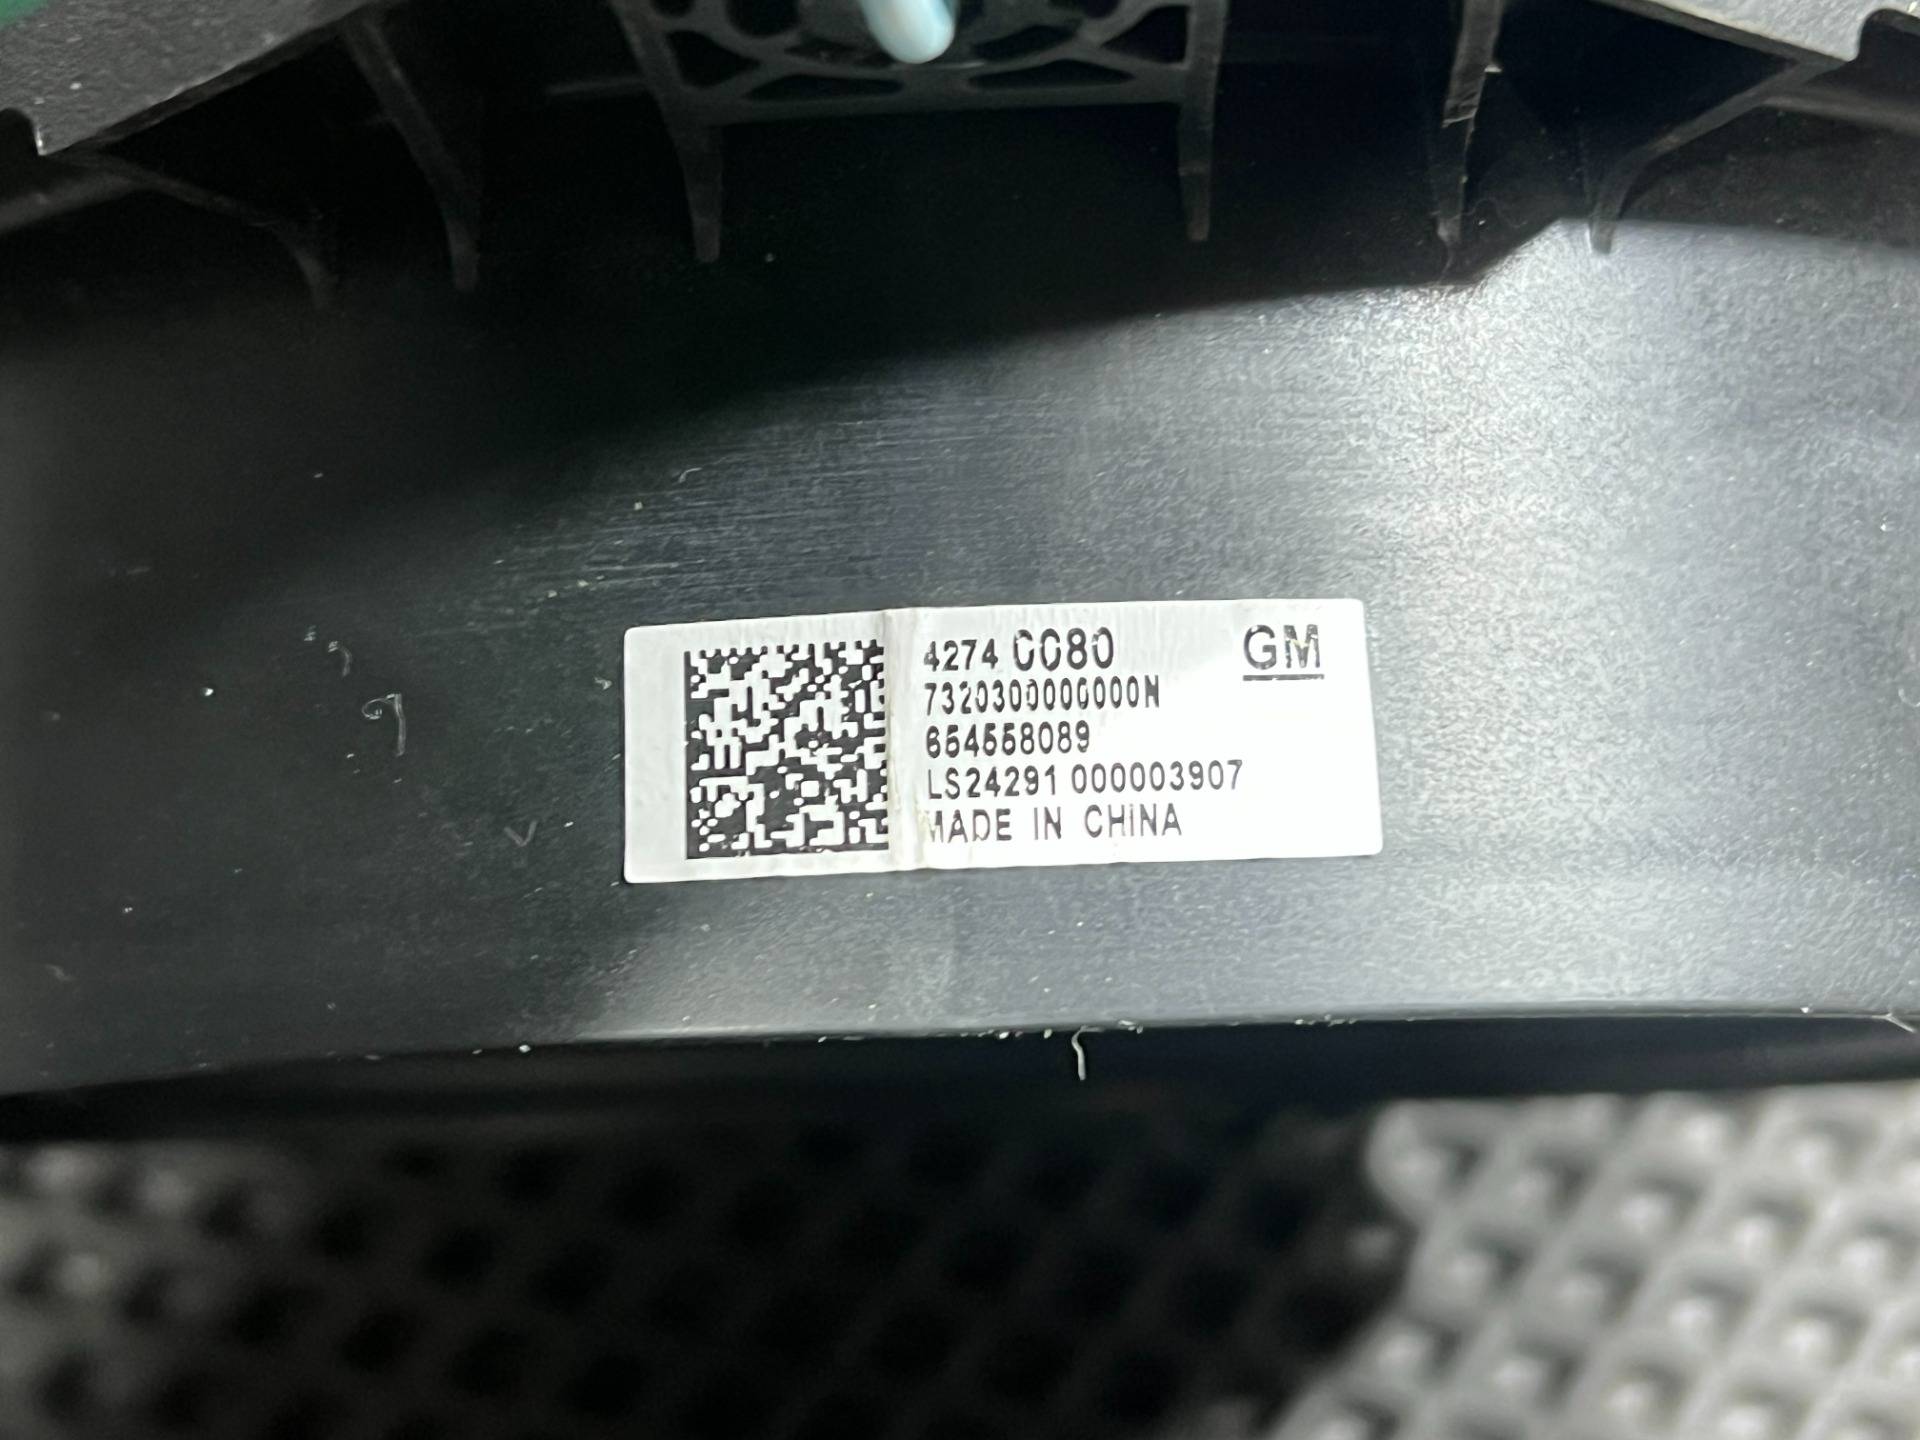 4274 0080 GM
7320300000000N
654558089
LS24291 000003907
MADE IN CHINA